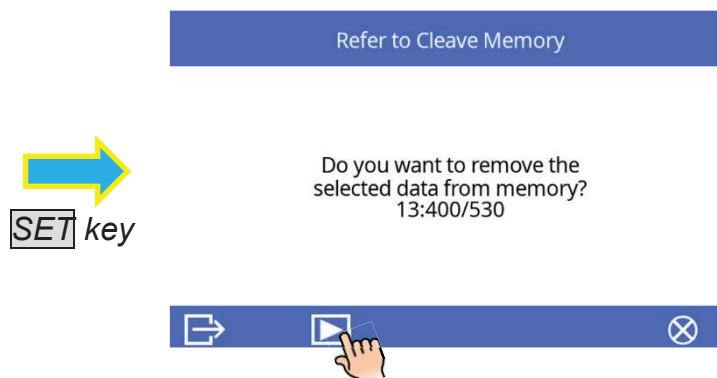 Refer to Cleave Memory
Do you want to remove the
selected data from memory?
13:400/530
SET key